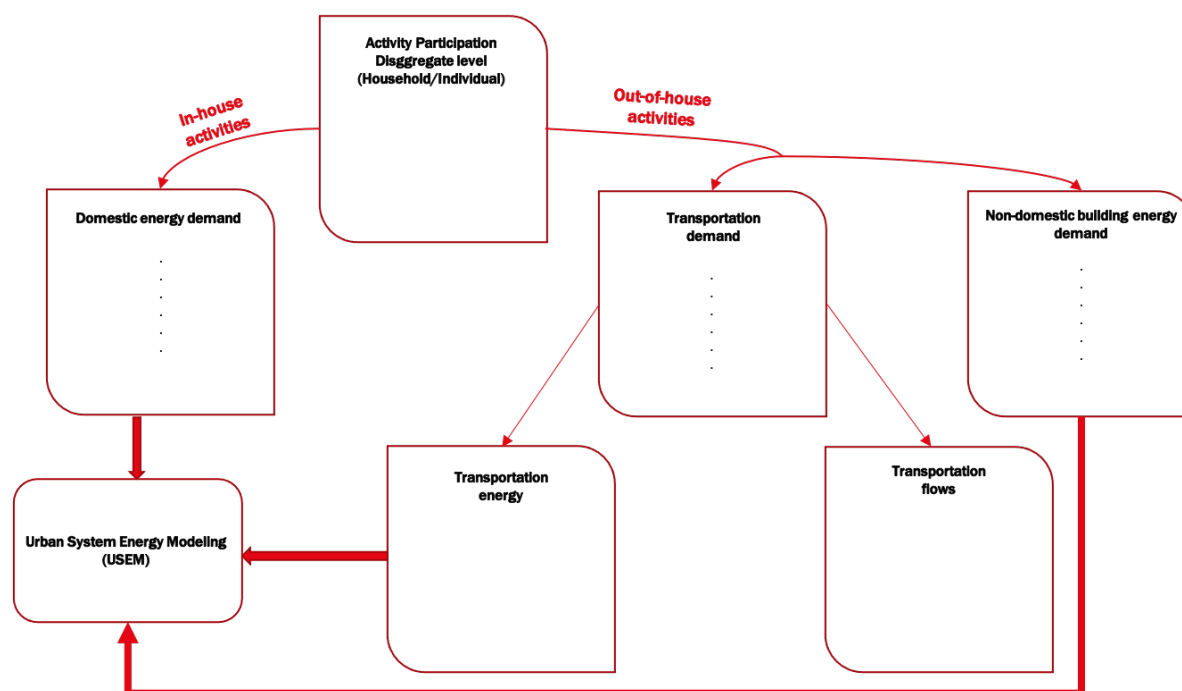 Activity Participation
Disggregate level
(Household/Individual)
In-house
activities
Out-of-house
activities
Domestic energy demand
Transportation
demand
Non-domestic building energy
demand
Transportation
energy
Transportation
flows
Urban System Energy Modeling
(USEM)